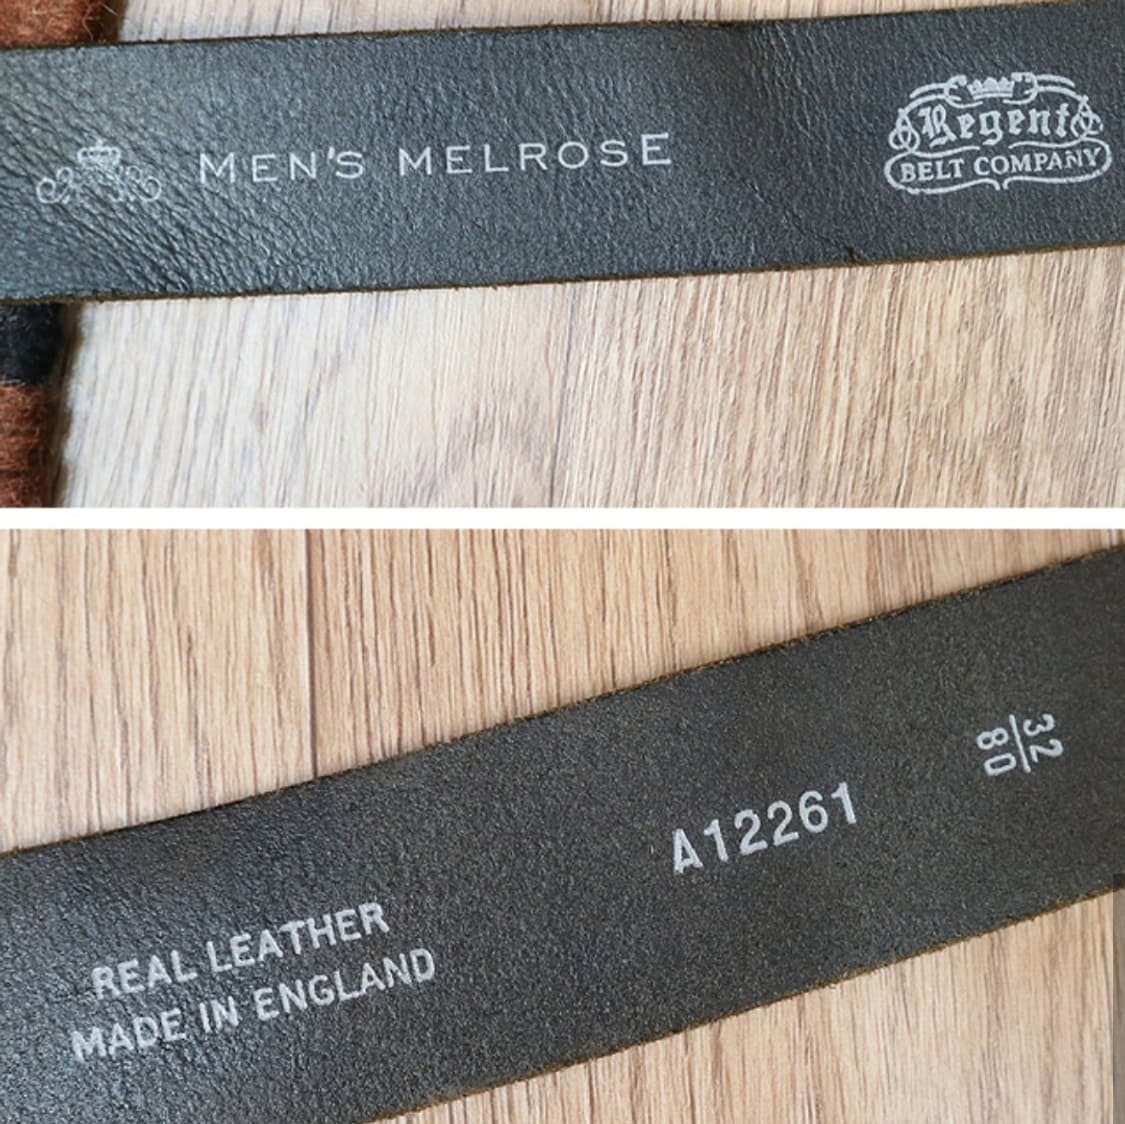 MEN'S MELROSE
Regent
BELT COMPANY
32
80
A12261
REAL LEATHER
MADE IN ENGLAND